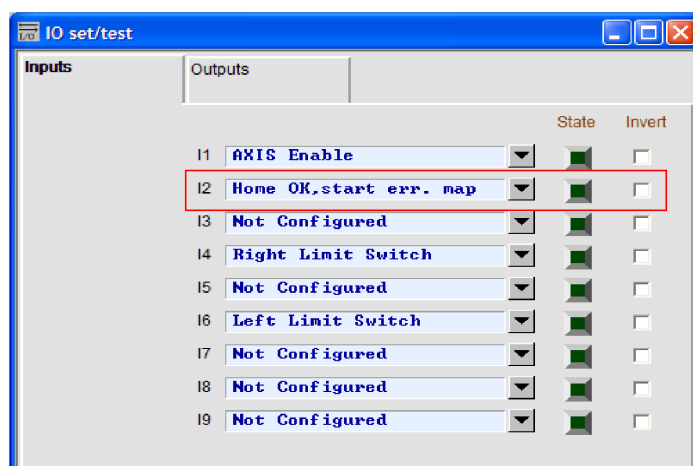 I/O IO set/test
Inputs Outputs
State Invert
I1 AXIS Enable
I2 Home OK,start err. map
I3 Not Configured
I4 Right Limit Switch
I5 Not Configured
I6 Left Limit Switch
I7 Not Configured
I8 Not Configured
I9 Not Configured